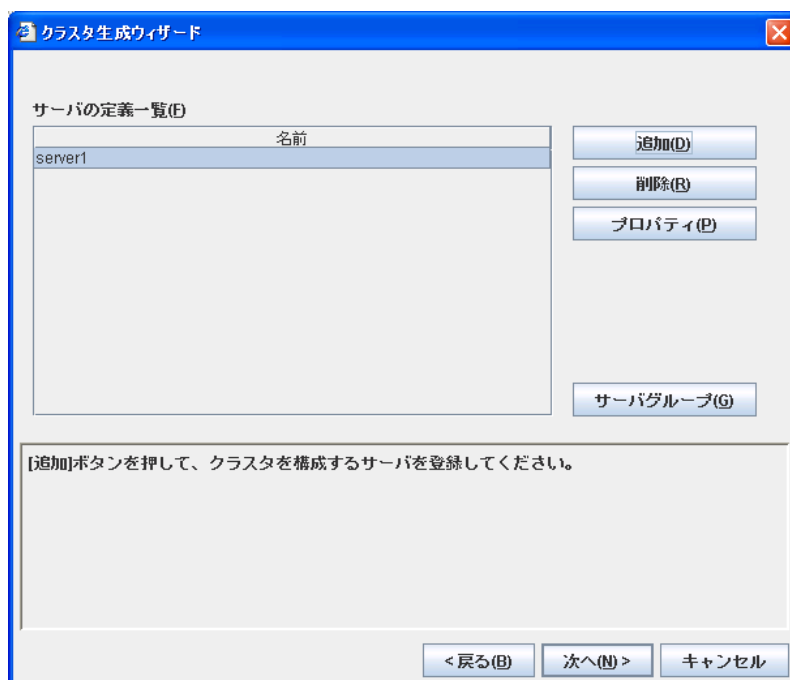 クラスタ生成ウィザード
サーバの定義一覧(F)
名前
server1
追加(D)
削除(R)
プロパティ(P)
サーバグループ(G)
[追加]ボタンを押して、クラスタを構成するサーバを登録してください。
<戻る(B)
次へ(N)>
キャンセル